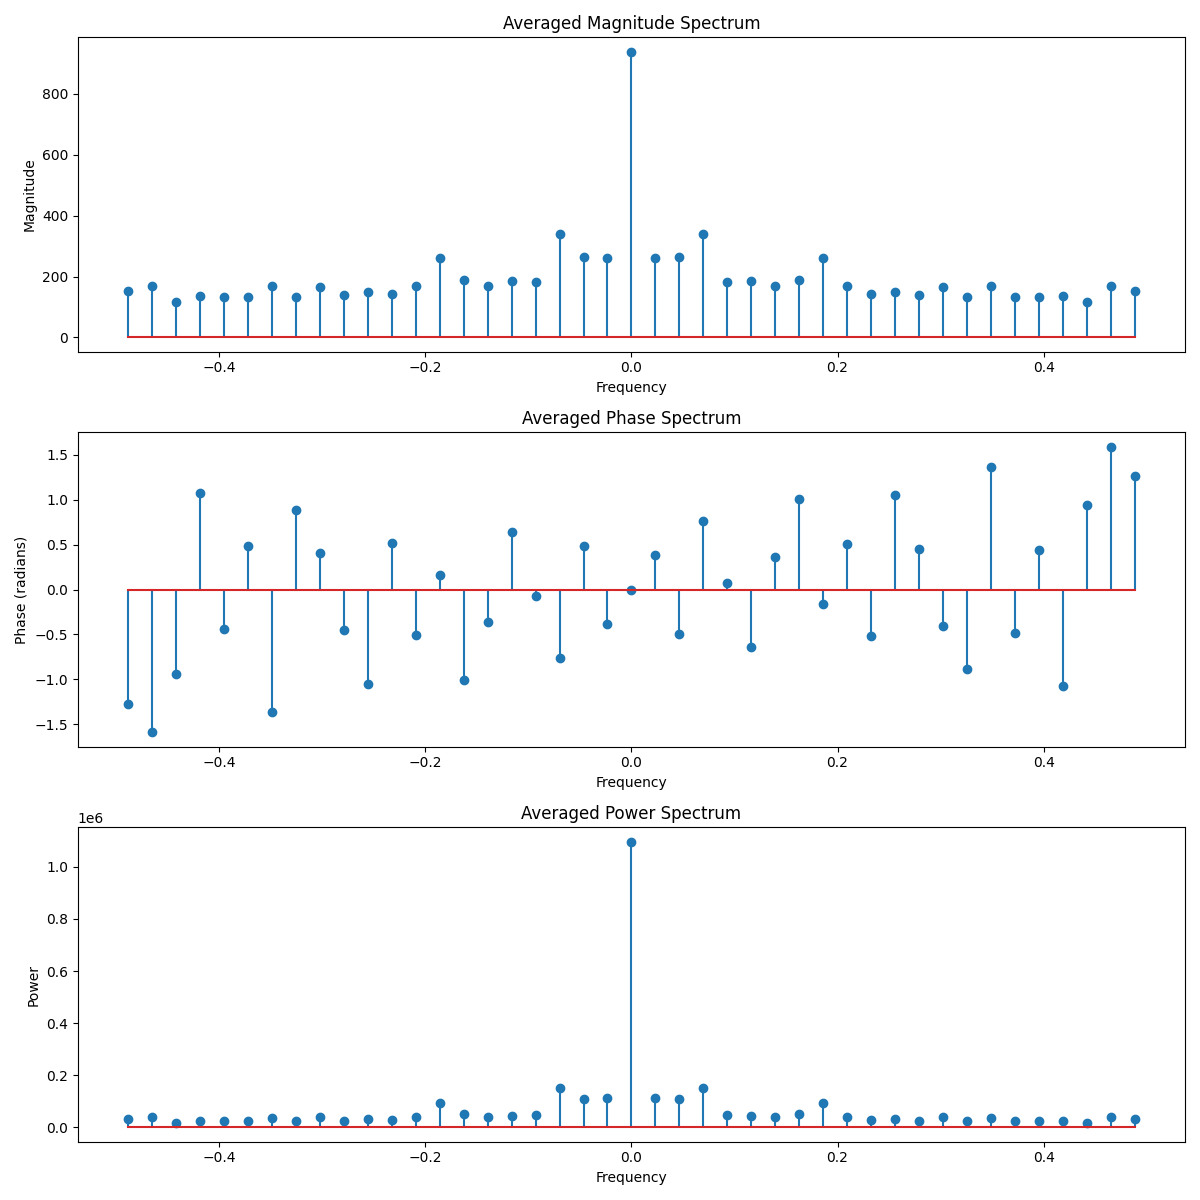 Averaged Magnitude Spectrum
800
600
400
200
0
Magnitude
−0.4 −0.2 0.0 0.2 0.4
Frequency
Averaged Phase Spectrum
1.5
1.0
0.5
0.0
−0.5
−1.0
−1.5
Phase (radians)
−0.4 −0.2 0.0 0.2 0.4
Frequency
Averaged Power Spectrum
1e6
1.0
0.8
0.6
0.4
0.2
0.0
Power
−0.4 −0.2 0.0 0.2 0.4
Frequency